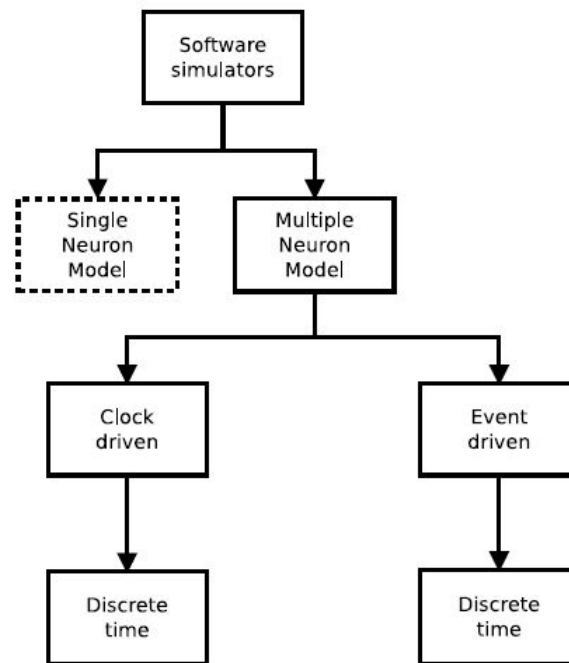 Software
simulators
Single
Neuron
Model
Multiple
Neuron
Model
Clock
driven
Event
driven
Discrete
time
Discrete
time